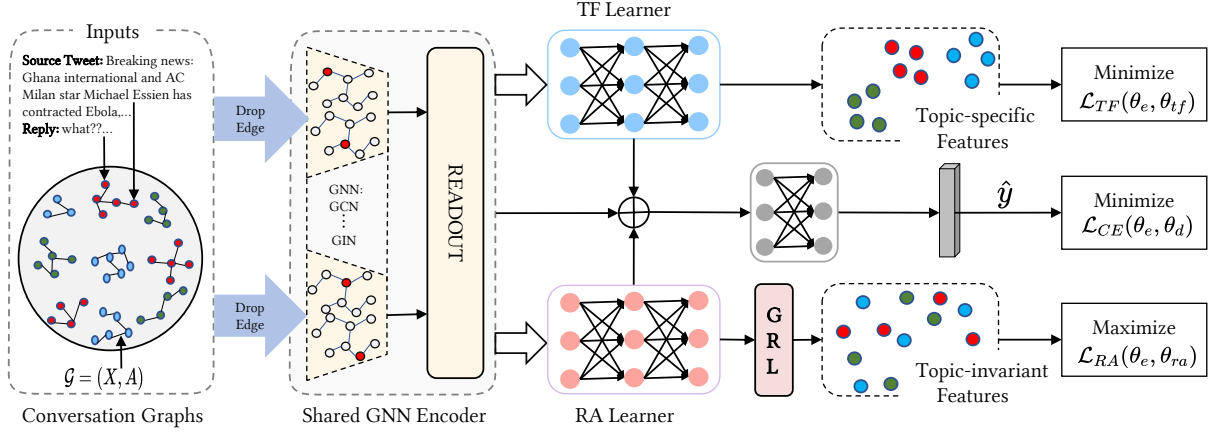 Inputs
Source Tweet: Breaking news:
Ghana international and AC
Milan star Michael Essien has
contracted Ebola,...
Reply: what??...
𝒢 = (X, A)
Conversation Graphs
Drop
Edge
Drop
Edge
GNN:
GCN
⋮
GIN
READOUT
Shared GNN Encoder
TF Learner
RA Learner
G
R
L
Topic-specific
Features
ŷ
Topic-invariant
Features
Minimize
ℒ_TF(θ_e, θ_tf)
Minimize
ℒ_CE(θ_e, θ_d)
Maximize
ℒ_RA(θ_e, θ_ra)